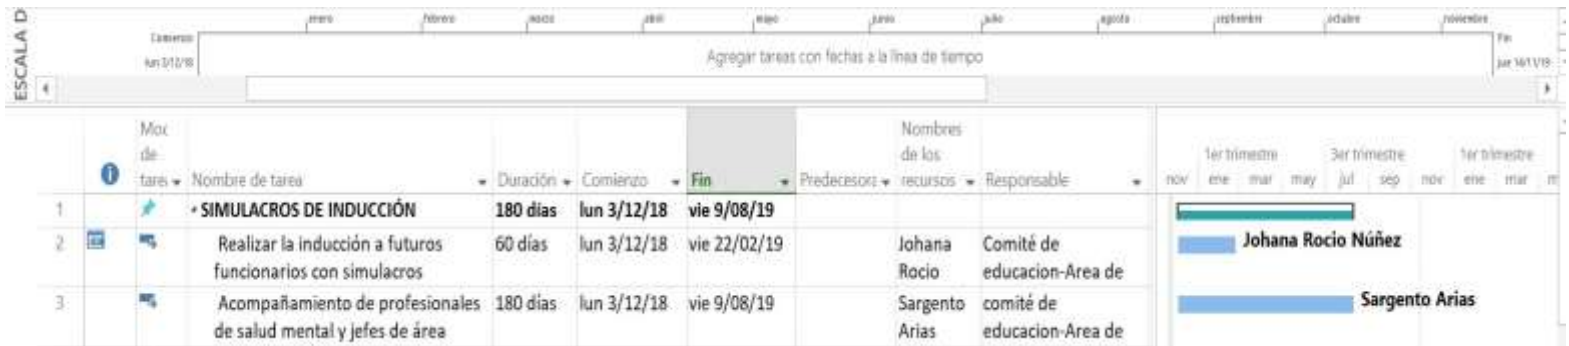 ESCALA D
enero febrero marzo abril mayo junio julio agosto septiembre octubre noviembre
Comienzo
lun 3/12/18
Agregar tareas con fechas a la línea de tiempo
Fin
jue 14/11/19
Moc
de
tarea
Nombre de tarea Duración Comienzo Fin Predecesora
Nombres
de los
recursos
Responsable
1er trimestre 3er trimestre 1er trimestre
nov ene mar may jul sep nov ene mar m
1 SIMULACROS DE INDUCCIÓN 180 días lun 3/12/18 vie 9/08/19
2 Realizar la inducción a futuros 60 días lun 3/12/18 vie 22/02/19 Johana Comité de Johana Rocio Núñez
funcionarios con simulacros Rocio educacion-Area de
3 Acompañamiento de profesionales 180 días lun 3/12/18 vie 9/08/19 Sargento comité de Sargento Arias
de salud mental y jefes de área Arias educacion-Area de